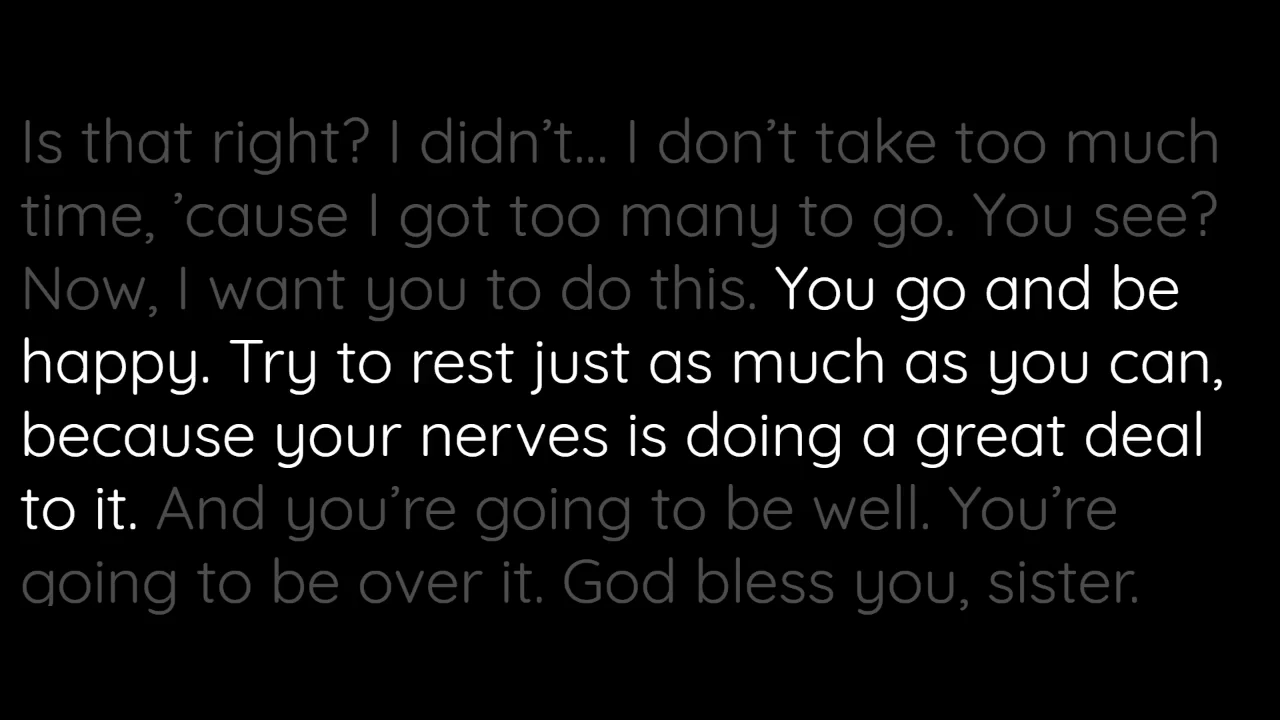 Is that right? I didn’t... I don’t take too much
time, ’cause I got too many to go. You see?
Now, I want you to do this. You go and be
happy. Try to rest just as much as you can,
because your nerves is doing a great deal
to it. And you’re going to be well. You’re
going to be over it. God bless you, sister.